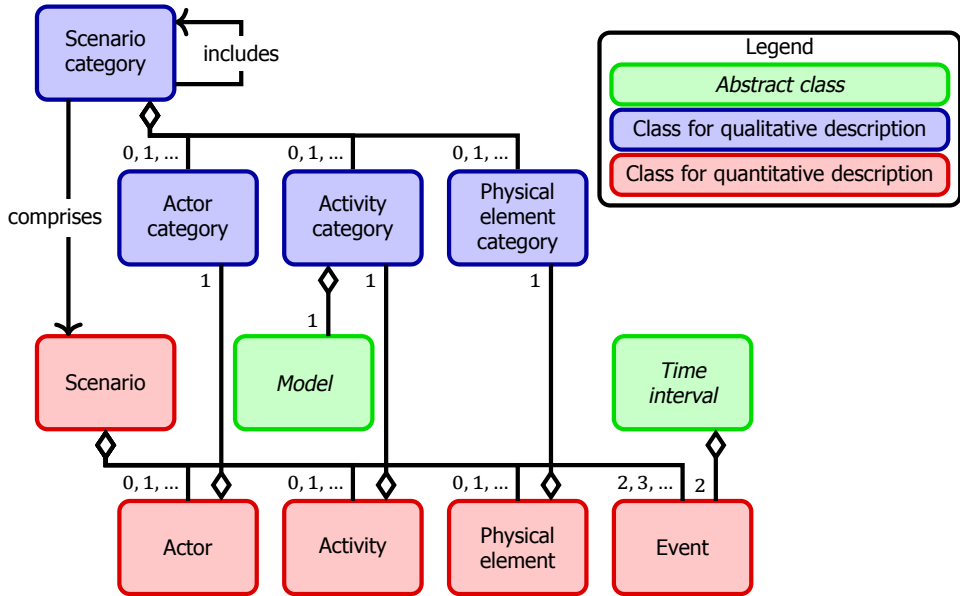 Scenario
category
includes
Legend
Abstract class
Class for qualitative description
Class for quantitative description
0, 1, ...
0, 1, ...
0, 1, ...
Actor
category
Activity
category
Physical
element
category
comprises
1
1
1
1
Scenario
Model
Time
interval
0, 1, ...
0, 1, ...
0, 1, ...
2, 3, ...
2
Actor
Activity
Physical
element
Event